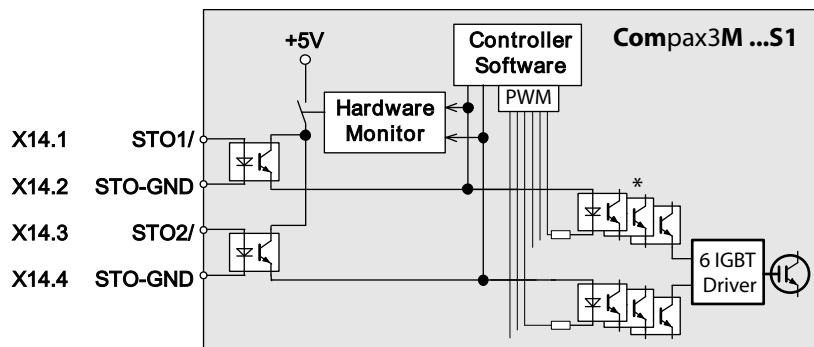 +5V
Controller
Software
Compax3M ...S1
PWM
Hardware
Monitor
X14.1 STO1/
X14.2 STO-GND
X14.3 STO2/
X14.4 STO-GND
*
6 IGBT
Driver